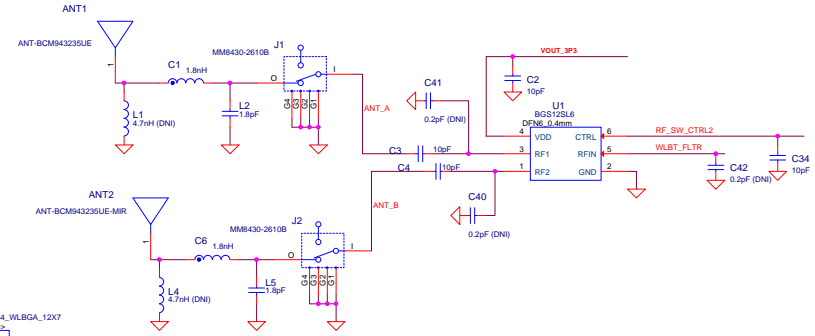 ANT1
ANT-BCM943235UE
1
C1
1.8nH
L1
4.7nH (DNI)
L2
1.8pF
MM8430-2610B
J1
O
I
G4
G3
G2
G1
ANT_A
C41
0.2pF (DNI)
C3
10pF
C4
10pF
VOUT_3P3
C2
10pF
U1
BGS12SL6
DFN6_0.4mm
4
VDD
CTRL
6
RF_SW_CTRL2
3
RF1
RFIN
5
WLBT_FLTR
1
RF2
GND
2
C42
0.2pF (DNI)
C34
10pF
ANT2
ANT-BCM943235UE-MIR
1
C6
1.8nH
L4
4.7nH (DNI)
L5
1.8pF
MM8430-2610B
J2
O
I
G4
G3
G2
G1
ANT_B
C40
0.2pF (DNI)
4_WLBGA_12X7
>